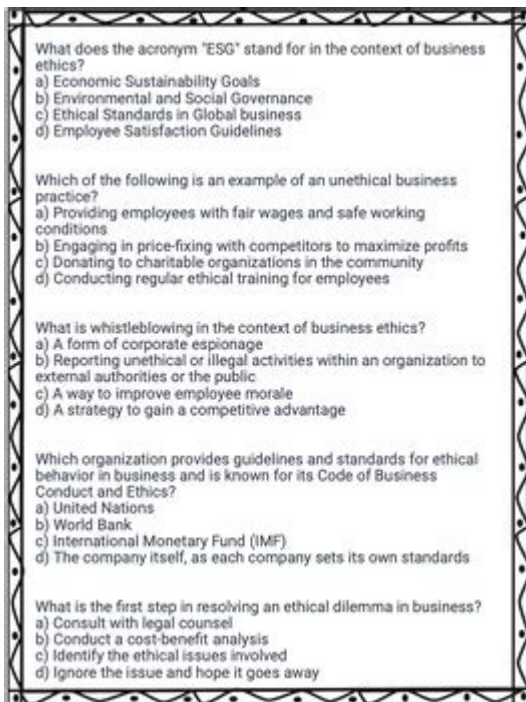 What does the acronym "ESG" stand for in the context of business
ethics?
a) Economic Sustainability Goals
b) Environmental and Social Governance
c) Ethical Standards in Global business
d) Employee Satisfaction Guidelines
Which of the following is an example of an unethical business
practice?
a) Providing employees with fair wages and safe working
conditions
b) Engaging in price-fixing with competitors to maximize profits
c) Donating to charitable organizations in the community
d) Conducting regular ethical training for employees
What is whistleblowing in the context of business ethics?
a) A form of corporate espionage
b) Reporting unethical or illegal activities within an organization to
external authorities or the public
c) A way to improve employee morale
d) A strategy to gain a competitive advantage
Which organization provides guidelines and standards for ethical
behavior in business and is known for its Code of Business
Conduct and Ethics?
a) United Nations
b) World Bank
c) International Monetary Fund (IMF)
d) The company itself, as each company sets its own standards
What is the first step in resolving an ethical dilemma in business?
a) Consult with legal counsel
b) Conduct a cost-benefit analysis
c) Identify the ethical issues involved
d) Ignore the issue and hope it goes away